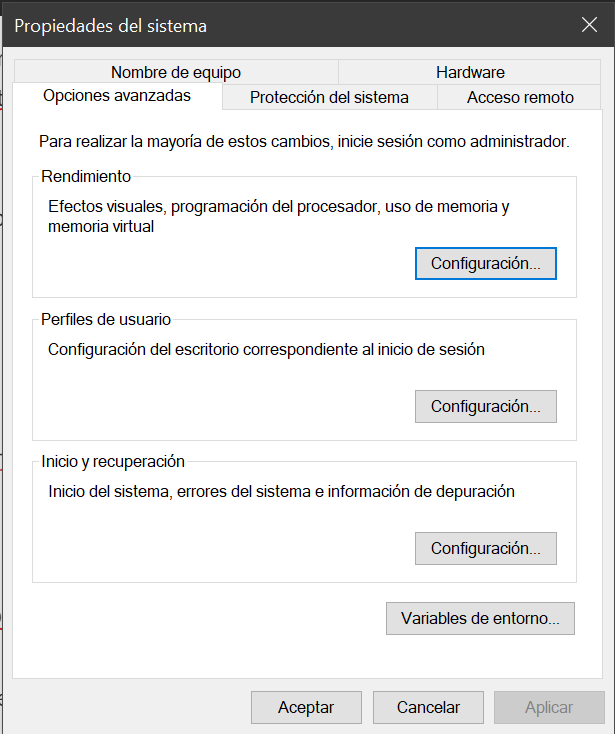 Propiedades del sistema
Nombre de equipo
Hardware
Opciones avanzadas
Protección del sistema
Acceso remoto
Para realizar la mayoría de estos cambios, inicie sesión como administrador.
Rendimiento
Efectos visuales, programación del procesador, uso de memoria y
memoria virtual
Configuración...
Perfiles de usuario
Configuración del escritorio correspondiente al inicio de sesión
Configuración...
Inicio y recuperación
Inicio del sistema, errores del sistema e información de depuración
Configuración...
Variables de entorno...
Aceptar
Cancelar
Aplicar